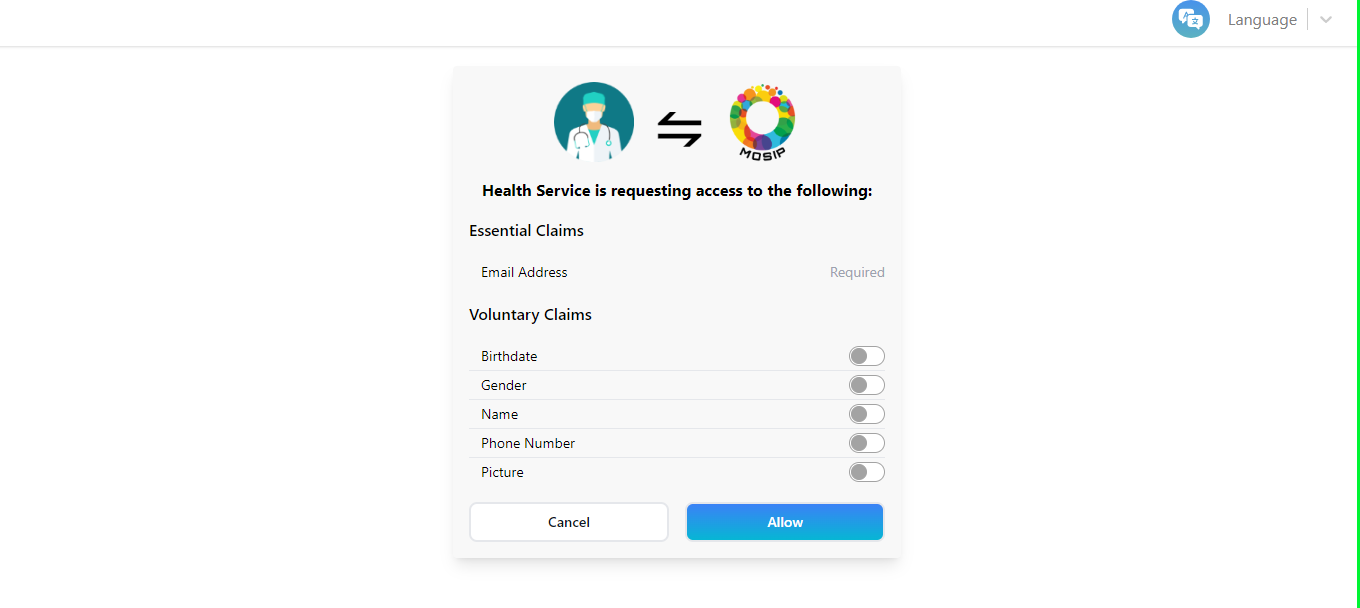 Language
MOSIP
Health Service is requesting access to the following:
Essential Claims
Email Address Required
Voluntary Claims
Birthdate
Gender
Name
Phone Number
Picture
Cancel Allow